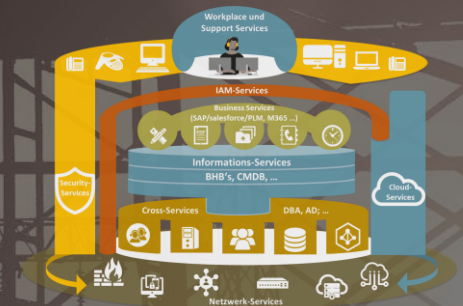 Workplace und
Support Services
IAM-Services
Business Services
(SAP/salesforce/PLM, M365 ...)
Informations-Services
BHB's, CMDB, ...
Security-
Services
Cloud-
Services
Cross-Services
DBA, AD; ...
Netzwerk-Services